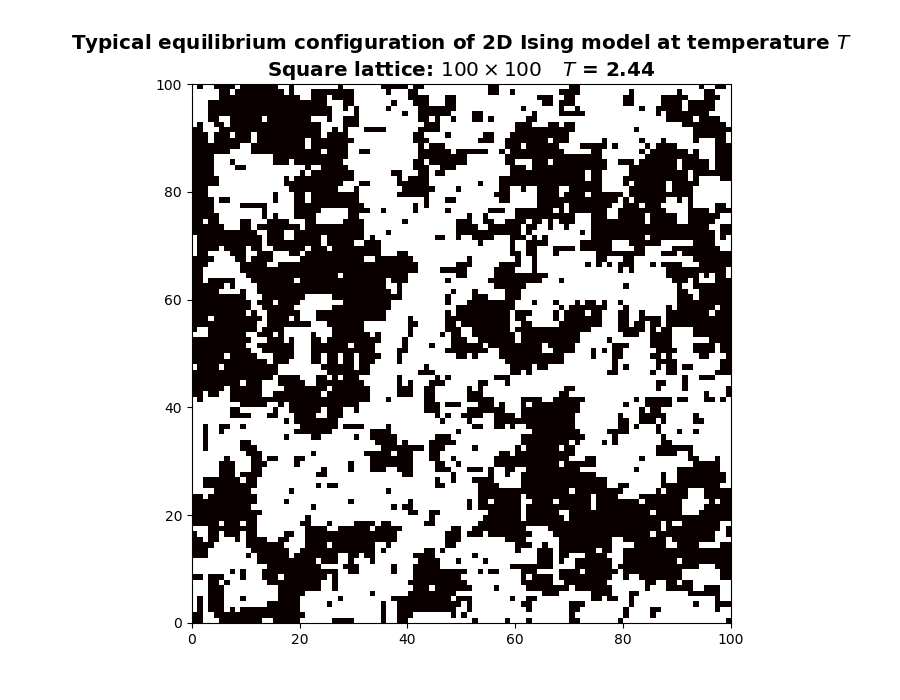 Typical equilibrium configuration of 2D Ising model at temperature T
Square lattice: 100 × 100 T = 2.44
100
80
60
40
20
0
0 20 40 60 80 100